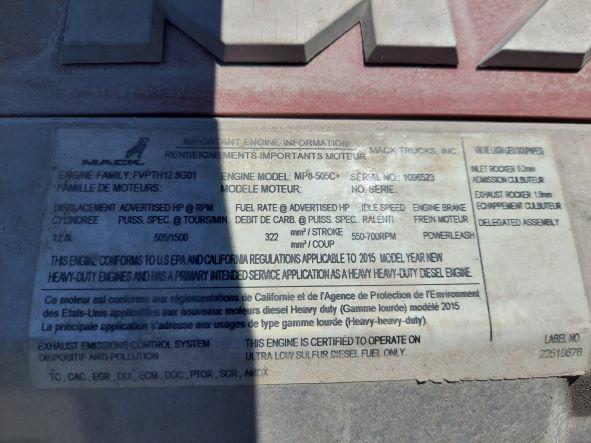 MACK.
IMPORTANT ENGINE INFORMATION
RENSEIGNEMENTS IMPORTANTS MOTEUR
MACK TRUCKS, INC.
ENGINE FAMILY: FVPTH12.8G01
FAMILLE DE MOTEURS:
ENGINE MODEL: MP8-505C+
MODELE MOTEUR:
SERIAL NO.: 1096523
NO. SERIE:
DISPLACEMENT ADVERTISED HP @ RPM FUEL RATE @ ADVERTISED HP IDLE SPEED ENGINE BRAKE
CYLINDREE PUISS. SPEC. @ TOURS/MIN. DEBIT DE CARB. @ PUISS. SPEC. RALENTI FREIN MOTEUR
12.8L 505/1500 322 mm³ / STROKE 550-700RPM POWERLEASH
mm³ / COUP
THIS ENGINE CONFORMS TO U.S EPA AND CALIFORNIA REGULATIONS APPLICABLE TO 2015 MODEL YEAR NEW
HEAVY-DUTY ENGINES AND HAS A PRIMARY INTENDED SERVICE APPLICATION AS A HEAVY HEAVY-DUTY DIESEL ENGINE.
Ce moteur est conforme aux réglementations de Californie et de l'Agence de Protection de l'Environment
des Etats-Unis applicables aux nouveaux moteurs diesel Heavy duty (Gamme lourde) modèlé 2015.
La principale application s'adresse aux usages de type gamme lourde (Heavy-heavy-duty).
EXHAUST EMISSIONS CONTROL SYSTEM
DISPOSITIF ANTI-POLLUTION
THIS ENGINE IS CERTIFIED TO OPERATE ON
ULTRA LOW SULFUR DIESEL FUEL ONLY.
TC, CAC, EGR, DDI, ECM, DOC, PTOX, SCR, AMOX
INLET ROCKER 0.2mm
ADMISSION CULBUTEUR
EXHAUST ROCKER 1.0mm
ECHAPPEMENT CULBUTEUR
DELEGATED ASSEMBLY
LABEL NO
22519876